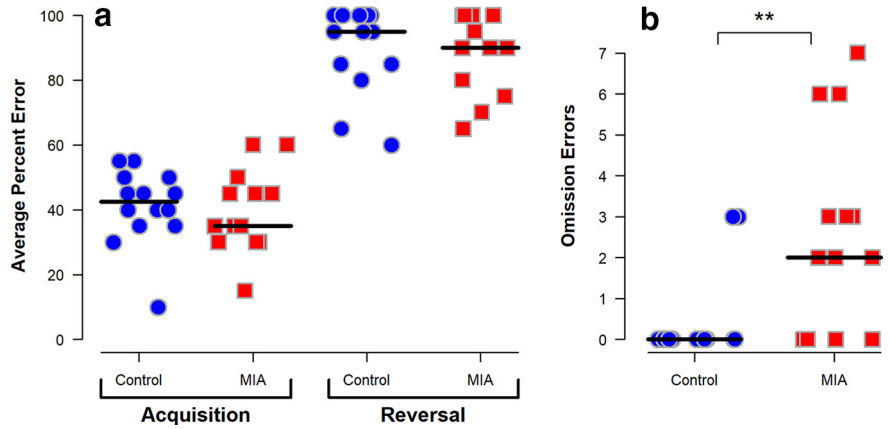 a
Average Percent Error
100
80
60
40
20
0
Control MIA Control MIA
Acquisition Reversal
b
**
Omission Errors
7
6
5
4
3
2
1
0
Control MIA